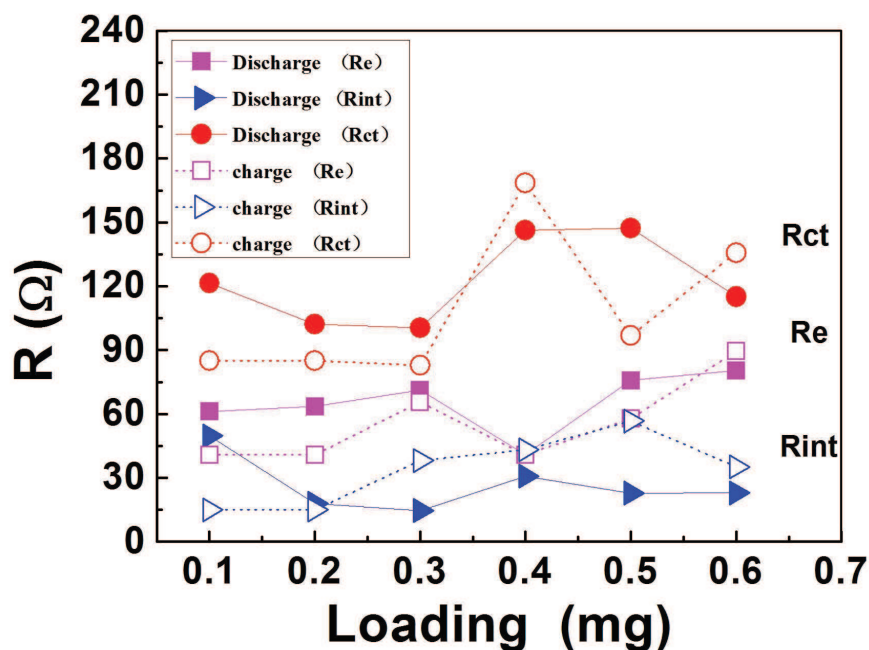 240
210
180
150
120
90
60
30
0
R (Ω)
Discharge （Re）
Discharge （Rint）
Discharge （Rct）
charge （Re）
charge （Rint）
charge （Rct）
Rct
Re
Rint
0.1 0.2 0.3 0.4 0.5 0.6 0.7
Loading (mg)